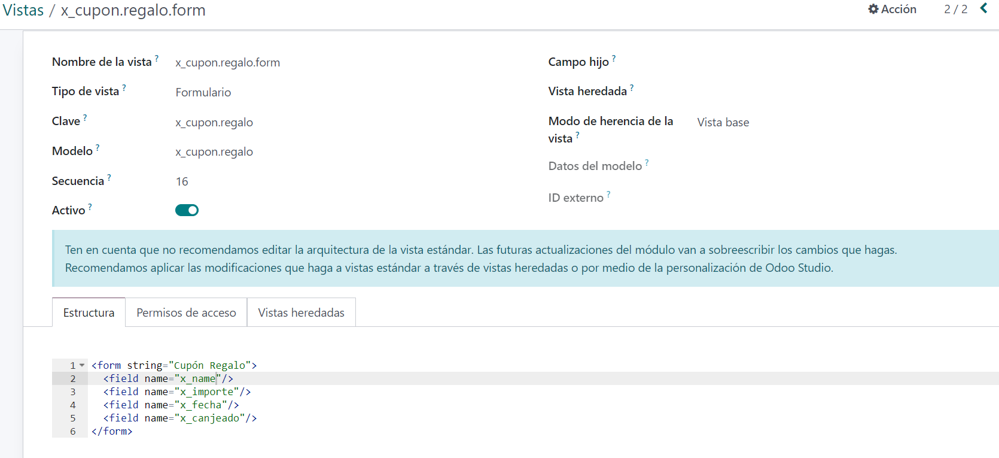 Vistas / x_cupon.regalo.form
Acción 2 / 2
Nombre de la vista ? x_cupon.regalo.form
Tipo de vista ? Formulario
Clave ? x_cupon.regalo
Modelo ? x_cupon.regalo
Secuencia ? 16
Activo ?
Campo hijo ?
Vista heredada ?
Modo de herencia de la Vista base
vista ?
Datos del modelo ?
ID externo ?
Ten en cuenta que no recomendamos editar la arquitectura de la vista estándar. Las futuras actualizaciones del módulo van a sobreescribir los cambios que hagas.
Recomendamos aplicar las modificaciones que haga a vistas estándar a través de vistas heredadas o por medio de la personalización de Odoo Studio.
Estructura Permisos de acceso Vistas heredadas
1 <form string="Cupón Regalo">
2 <field name="x_name"/>
3 <field name="x_importe"/>
4 <field name="x_fecha"/>
5 <field name="x_canjeado"/>
6 </form>